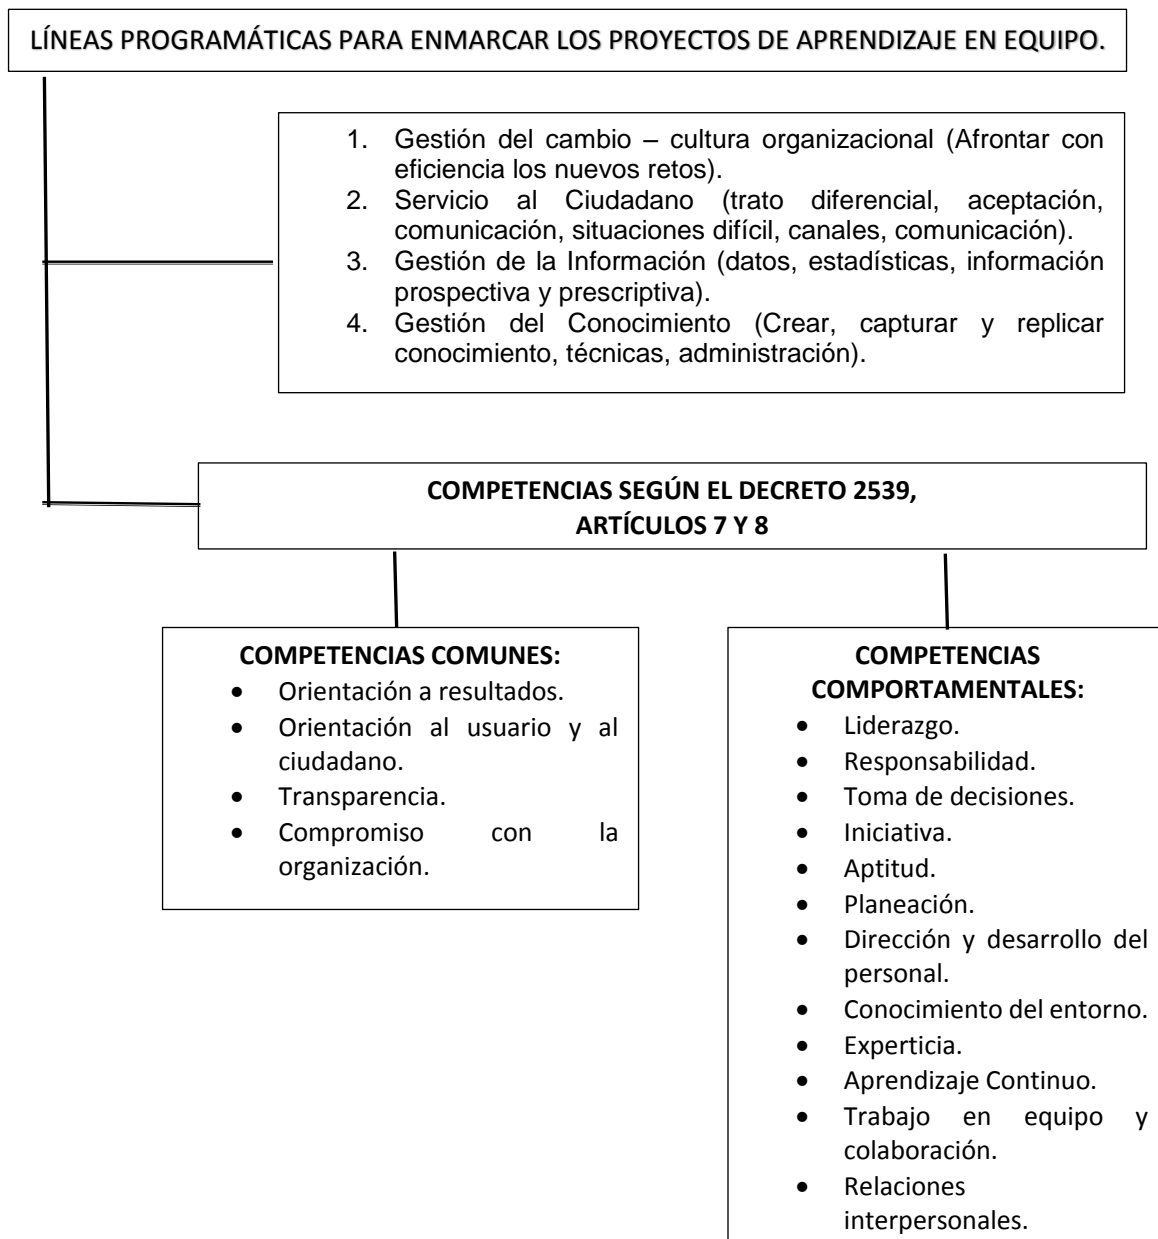 LÍNEAS PROGRAMÁTICAS PARA ENMARCAR LOS PROYECTOS DE APRENDIZAJE EN EQUIPO.
1. Gestión del cambio – cultura organizacional (Afrontar con
eficiencia los nuevos retos).
2. Servicio al Ciudadano (trato diferencial, aceptación,
comunicación, situaciones difícil, canales, comunicación).
3. Gestión de la Información (datos, estadísticas, información
prospectiva y prescriptiva).
4. Gestión del Conocimiento (Crear, capturar y replicar
conocimiento, técnicas, administración).
COMPETENCIAS SEGÚN EL DECRETO 2539,
ARTÍCULOS 7 Y 8
COMPETENCIAS COMUNES:
• Orientación a resultados.
• Orientación al usuario y al
ciudadano.
• Transparencia.
• Compromiso con la
organización.
COMPETENCIAS
COMPORTAMENTALES:
• Liderazgo.
• Responsabilidad.
• Toma de decisiones.
• Iniciativa.
• Aptitud.
• Planeación.
• Dirección y desarrollo del
personal.
• Conocimiento del entorno.
• Experticia.
• Aprendizaje Continuo.
• Trabajo en equipo y
colaboración.
• Relaciones
interpersonales.